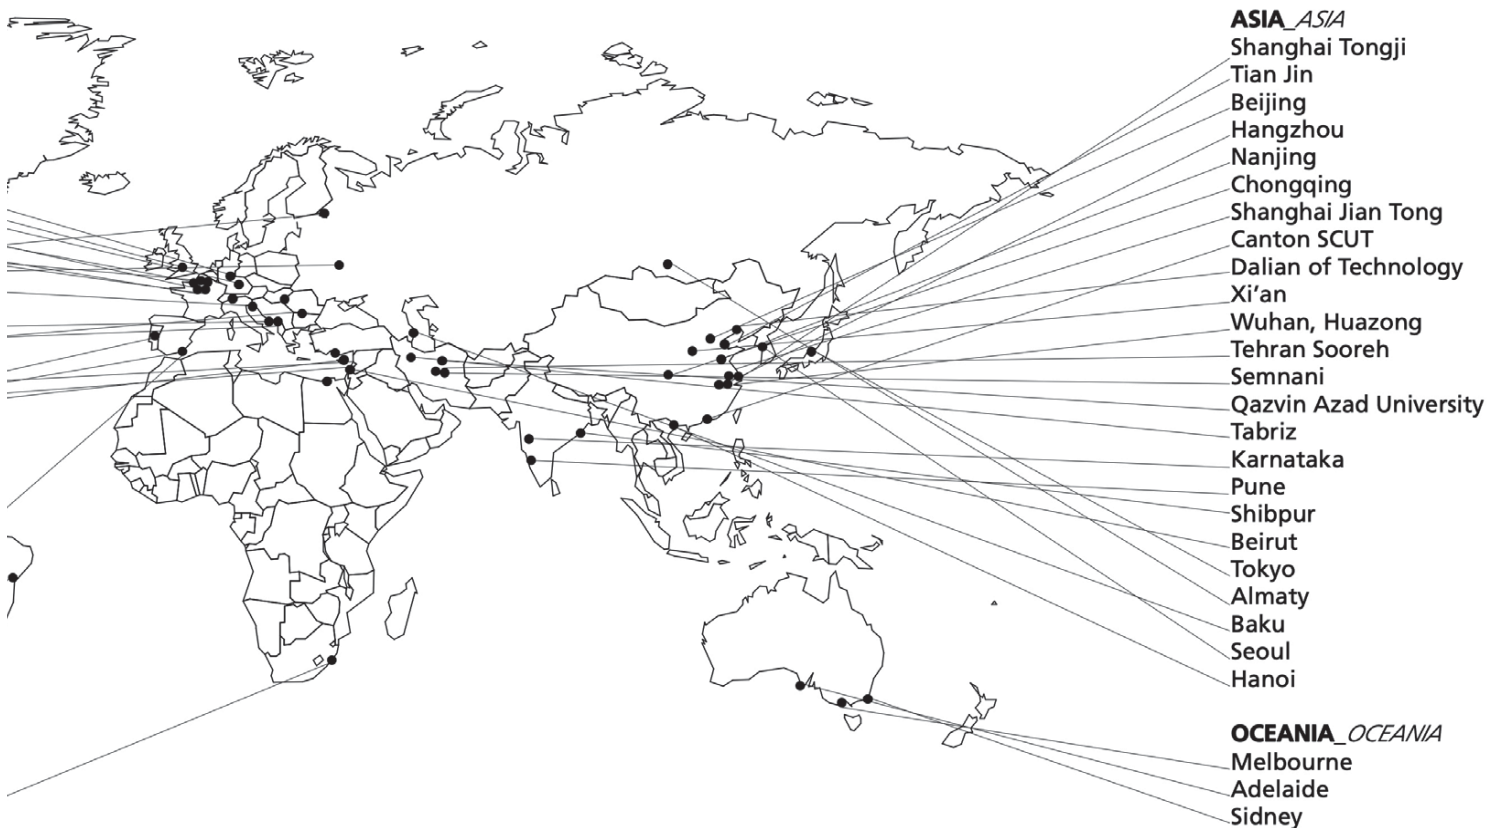 ASIA_ASIA
Shanghai Tongji
Tian Jin
Beijing
Hangzhou
Nanjing
Chongqing
Shanghai Jian Tong
Canton SCUT
Dalian of Technology
Xi’an
Wuhan, Huazong
Tehran Sooreh
Semnani
Qazvin Azad University
Tabriz
Karnataka
Pune
Shibpur
Beirut
Tokyo
Almaty
Baku
Seoul
Hanoi
OCEANIA_OCEANIA
Melbourne
Adelaide
Sidney